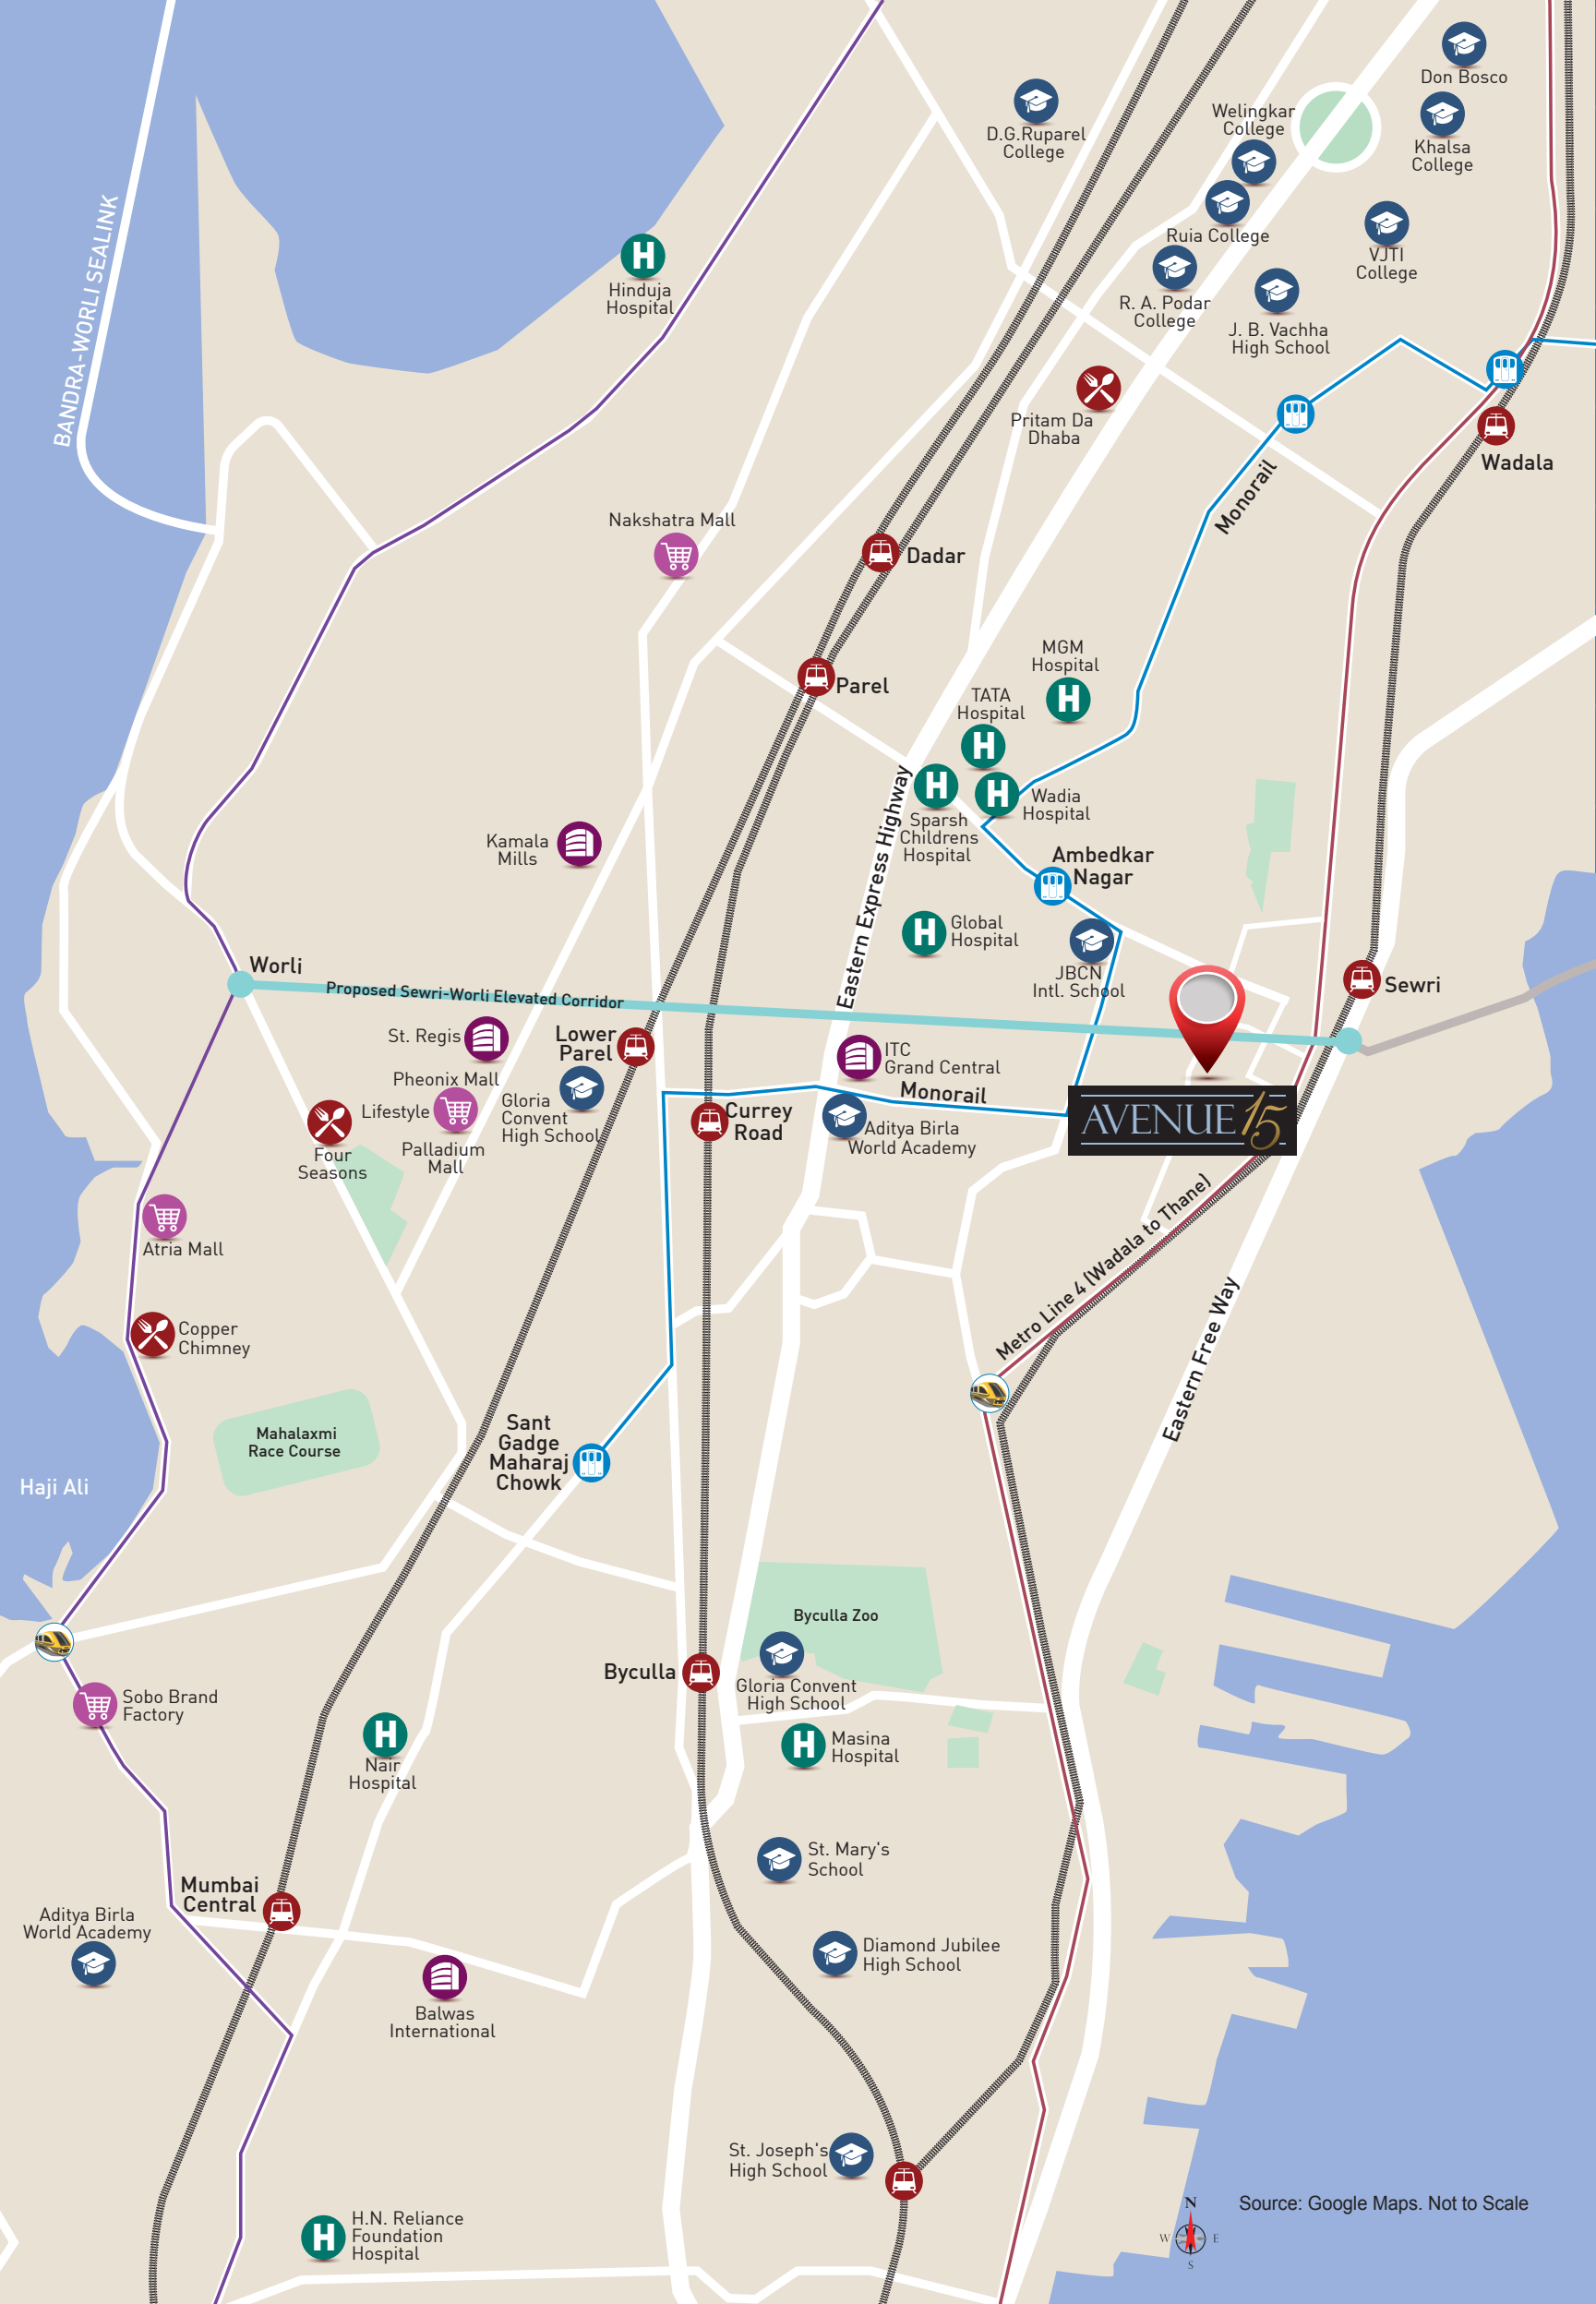 Don Bosco
D.G.Ruparel
College
Welingkar
College
Khalsa
College
BANDRA-WORLI SEALINK
Ruia College
VJTI
College
Hinduja
Hospital
R. A. Podar
College
J. B. Vachha
High School
Pritam Da
Dhaba
Wadala
Monorail
Nakshatra Mall
Dadar
MGM
Hospital
Parel
TATA
Hospital
Eastern Express Highway
Wadia
Hospital
Sparsh
Childrens
Hospital
Kamala
Mills
Ambedkar
Nagar
Global
Hospital
Worli
JBCN
Intl. School
Proposed Sewri-Worli Elevated Corridor
Sewri
St. Regis
Lower
Parel
ITC
Grand Central
Pheonix Mall
Lifestyle
Palladium
Mall
Gloria
Convent
High School
Monorail
Currey
Road
AVENUE 15
Aditya Birla
World Academy
Four
Seasons
Metro Line 4 (Wadala to Thane)
Atria Mall
Copper
Chimney
Eastern Free Way
Mahalaxmi
Race Course
Sant
Gadge
Maharaj
Chowk
Haji Ali
Byculla Zoo
Byculla
Gloria Convent
High School
Sobo Brand
Factory
Masina
Hospital
Nair
Hospital
St. Mary's
School
Mumbai
Central
Aditya Birla
World Academy
Diamond Jubilee
High School
Balwas
International
St. Joseph's
High School
H.N. Reliance
Foundation
Hospital
N
W E
S
Source: Google Maps. Not to Scale